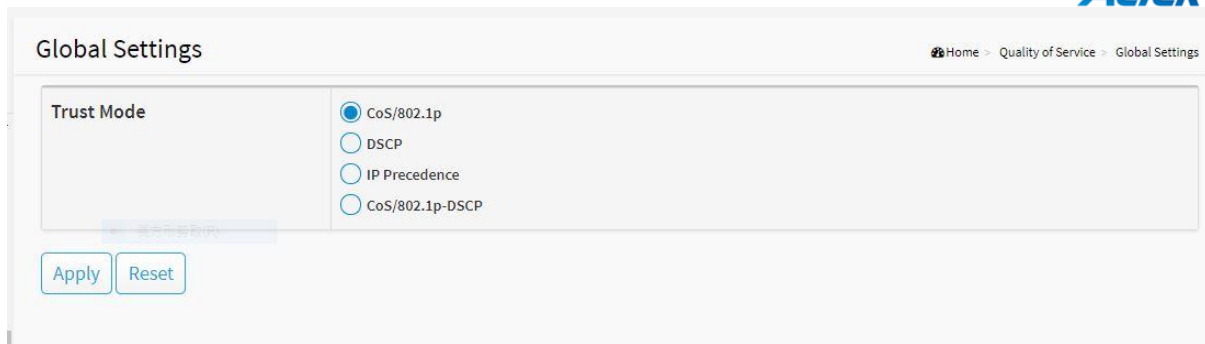 Global Settings
Home > Quality of Service > Global Settings
Trust Mode
CoS/802.1p
DSCP
IP Precedence
CoS/802.1p-DSCP
Apply
Reset